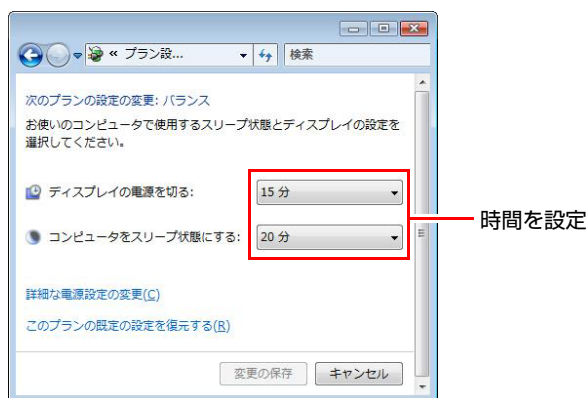 « プラン設...
検索
次のプランの設定の変更: バランス
お使いのコンピュータで使用するスリープ状態とディスプレイの設定を
選択してください。
ディスプレイの電源を切る: 15 分
時間を設定
コンピュータをスリープ状態にする: 20 分
詳細な電源設定の変更(C)
このプランの既定の設定を復元する(R)
変更の保存 キャンセル